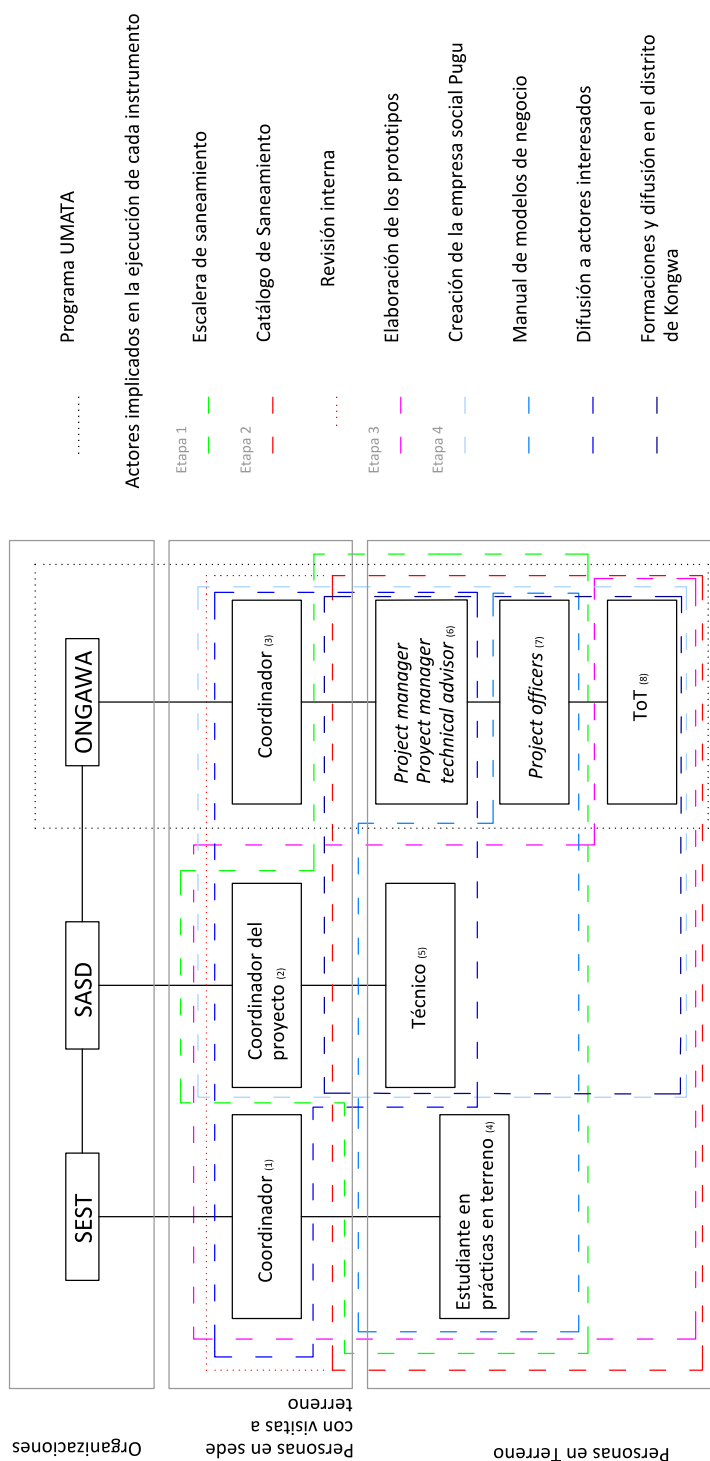 Organizaciones
SEST
SASD
ONGAWA
Personas en sede
con visitas a
terreno
Coordinador (1)
Coordinador del
proyecto (2)
Coordinador (3)
Personas en Terreno
Estudiante en
prácticas en terreno (4)
Técnico (5)
Project manager
Proyect manager
technical advisor (6)
Project officers (7)
ToT (8)
Programa UMATA
Actores implicados en la ejecución de cada instrumento
Etapa 1
Escalera de saneamiento
Etapa 2
Catálogo de Saneamiento
Revisión interna
Etapa 3
Elaboración de los prototipos
Etapa 4
Creación de la empresa social Pugu
Manual de modelos de negocio
Difusión a actores interesados
Formaciones y difusión en el distrito
de Kongwa